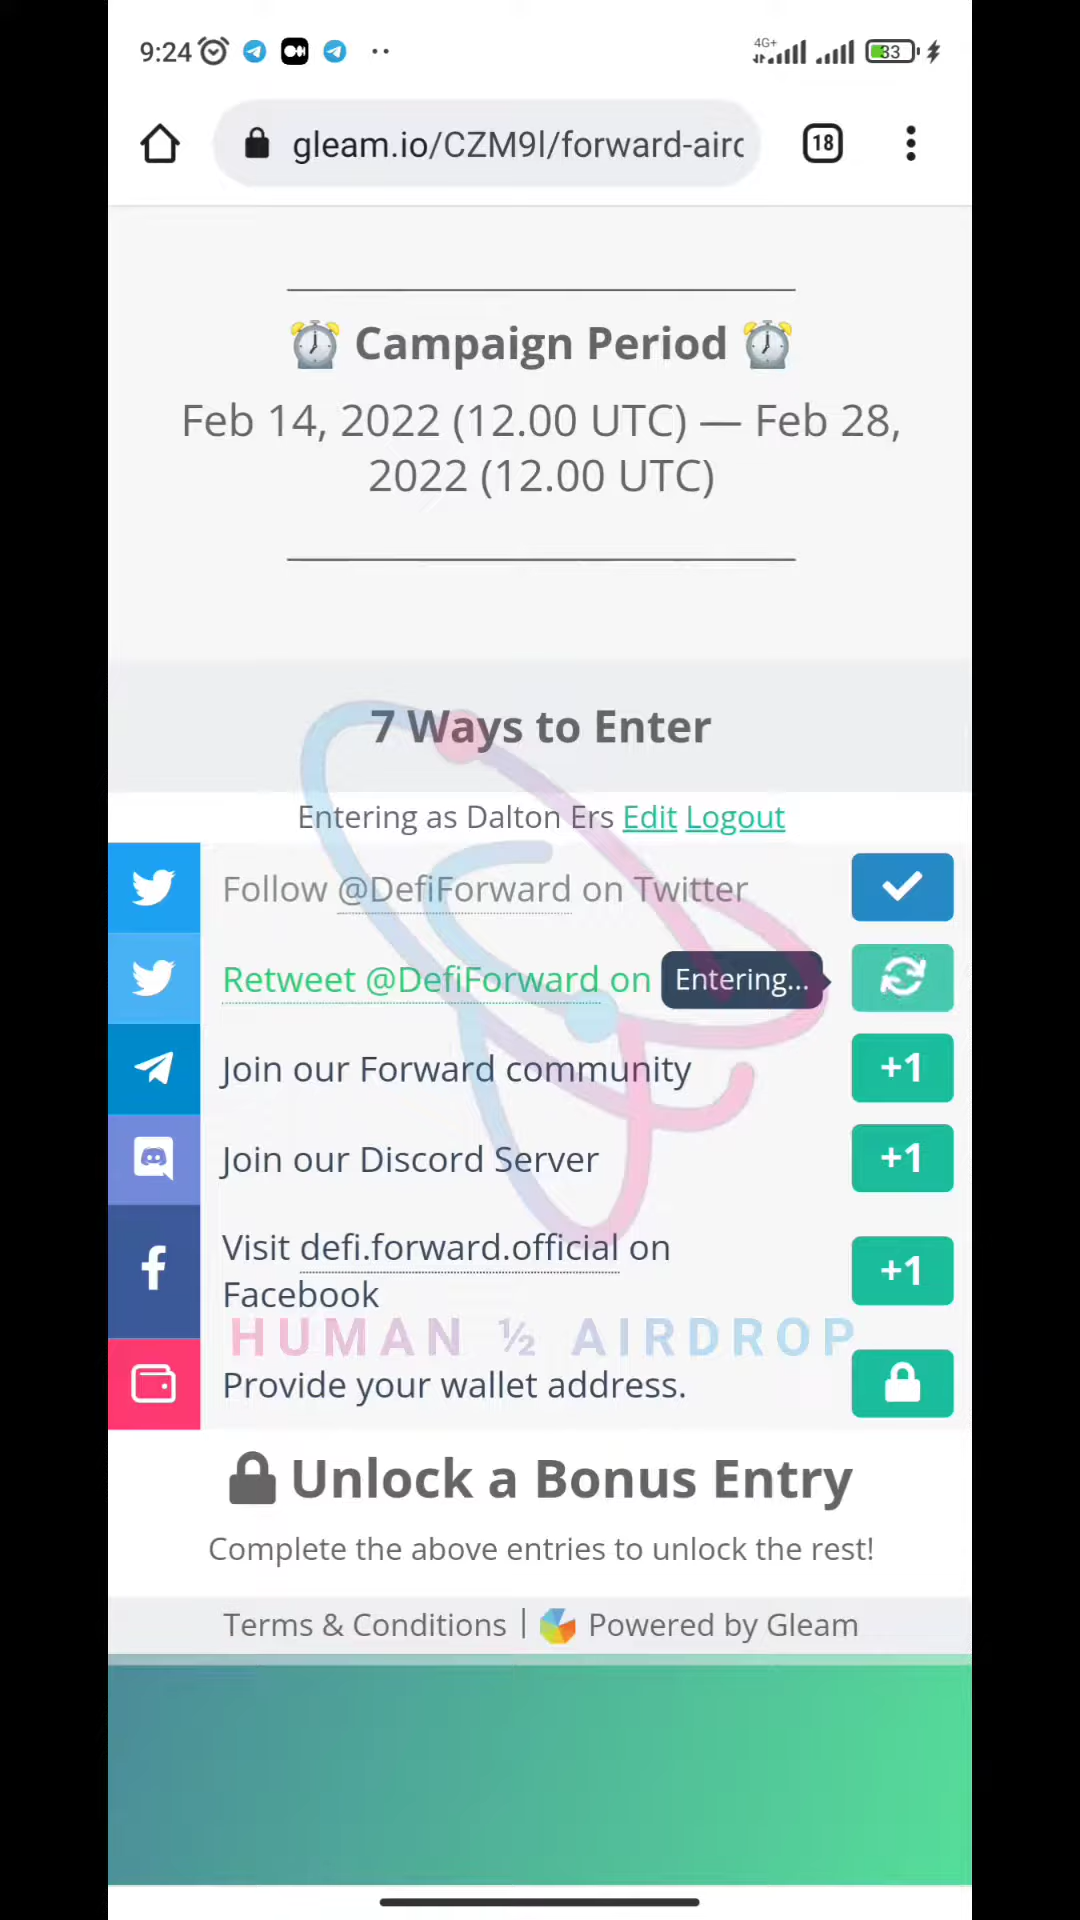 9:24
4G+
33
gleam.io/CZM9l/forward-airc
18
Campaign Period
Feb 14, 2022 (12.00 UTC) — Feb 28,
2022 (12.00 UTC)
7 Ways to Enter
Entering as Dalton Ers Edit Logout
Follow @DefiForward on Twitter
Retweet @DefiForward on
Entering...
Join our Forward community
+1
Join our Discord Server
+1
Visit defi.forward.official on
Facebook
+1
HUMAN ½ AIRDROP
Provide your wallet address.
Unlock a Bonus Entry
Complete the above entries to unlock the rest!
Terms & Conditions | Powered by Gleam